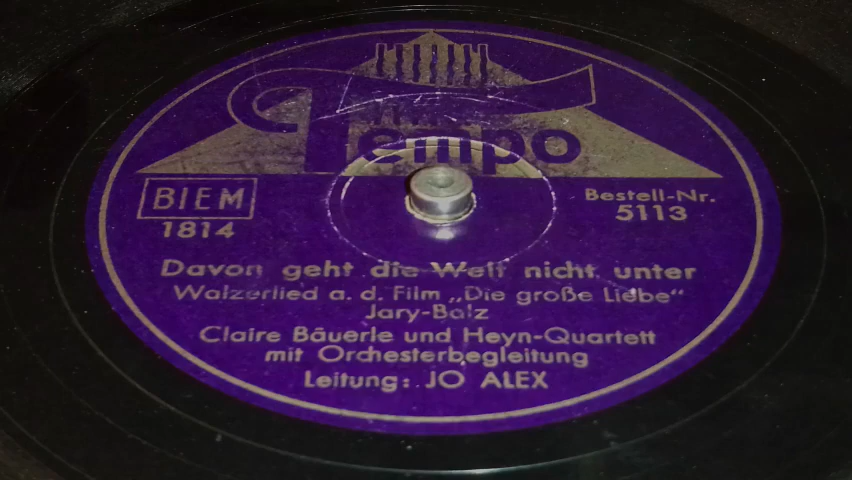 Tempo
BIEM
1814
Bestell-Nr.
5113
Davon geht die Welt nicht unter
Walzerlied a. d. Film „Die große Liebe“
Jary-Balz
Claire Bäuerle und Heyn-Quartett
mit Orchesterbegleitung
Leitung: JO ALEX